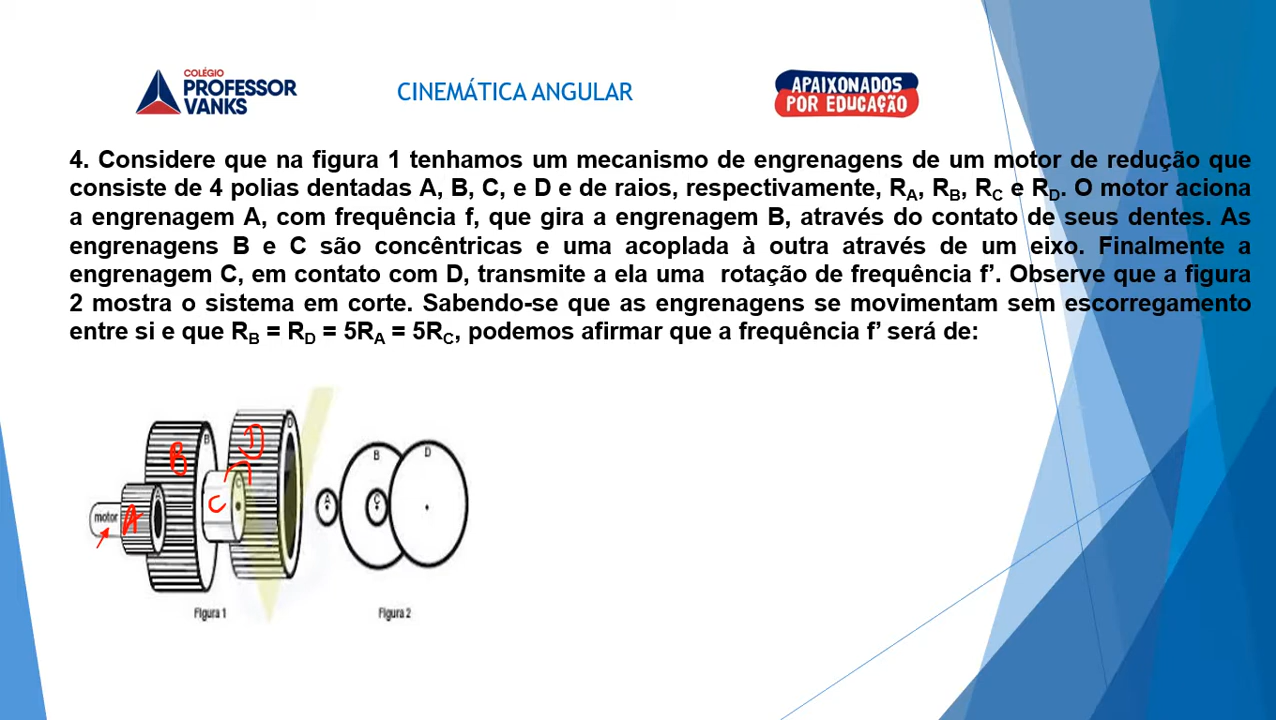 COLÉGIO
PROFESSOR
VANKS
CINEMÁTICA ANGULAR
APAIXONADOS
POR EDUCAÇÃO
4. Considere que na figura 1 tenhamos um mecanismo de engrenagens de um motor de redução que
consiste de 4 polias dentadas A, B, C, e D e de raios, respectivamente, RA, RB, RC e RD. O motor aciona
a engrenagem A, com frequência f, que gira a engrenagem B, através do contato de seus dentes. As
engrenagens B e C são concêntricas e uma acoplada à outra através de um eixo. Finalmente a
engrenagem C, em contato com D, transmite a ela uma rotação de frequência f’. Observe que a figura
2 mostra o sistema em corte. Sabendo-se que as engrenagens se movimentam sem escorregamento
entre si e que RB = RD = 5RA = 5RC, podemos afirmar que a frequência f’ será de:
B
B
D
D
C
C
motor
A
A
A
B
C
D
Figura 1
Figura 2